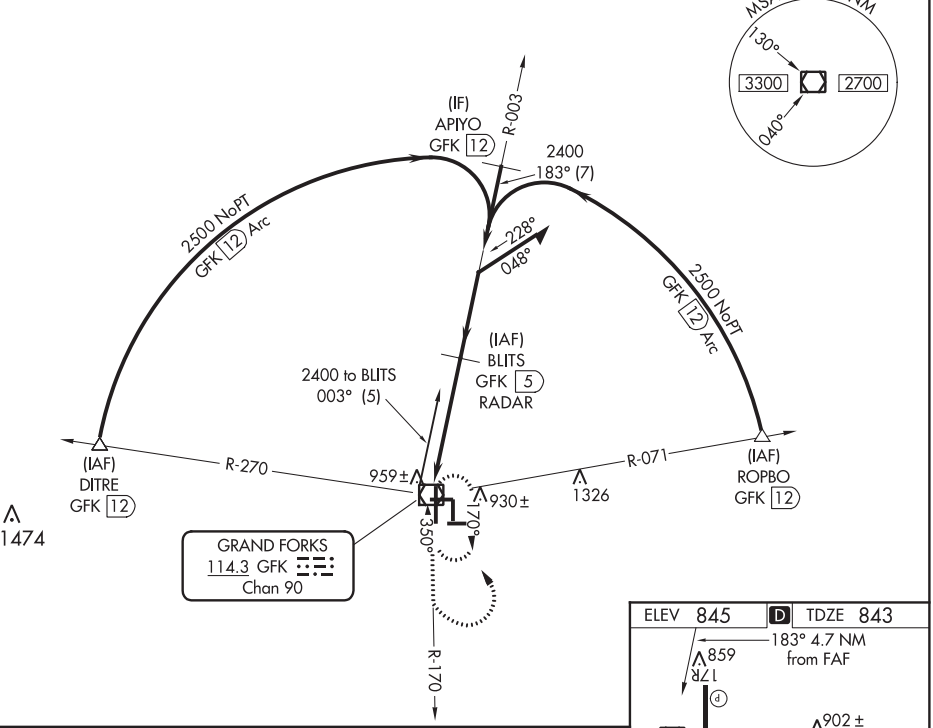 130°
3300
2700
040°
R-003
(IF)
APIYO
GFK 12
2400
183° (7)
2500 NoPT
GFK 12 Arc
228°
048°
2500 NoPT
GFK 12 Arc
(IAF)
BLITS
GFK 5
RADAR
2400 to BLITS
003° (5)
R-270
R-071
(IAF)
DITRE
GFK 12
(IAF)
ROPBO
GFK 12
959±
930±
1326
1474
350°
170°
GRAND FORKS
114.3 GFK
Chan 90
R-170
ELEV 845 D TDZE 843
183° 4.7 NM
from FAF
859
17R
P
902±